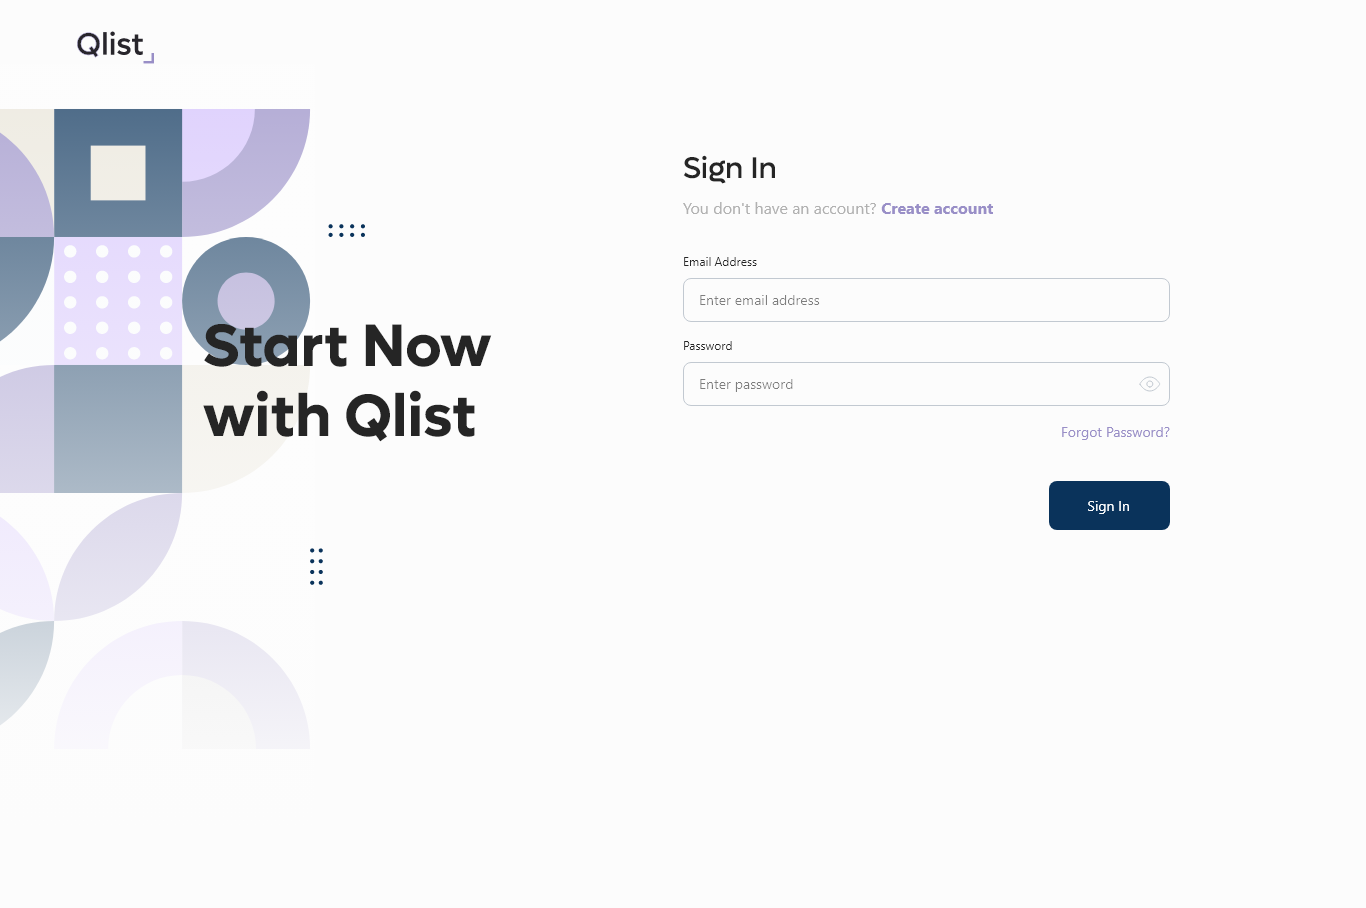 Qlist
Start Now
with Qlist
Sign In
You don't have an account? Create account
Email Address
Enter email address
Password
Enter password
Forgot Password?
Sign In